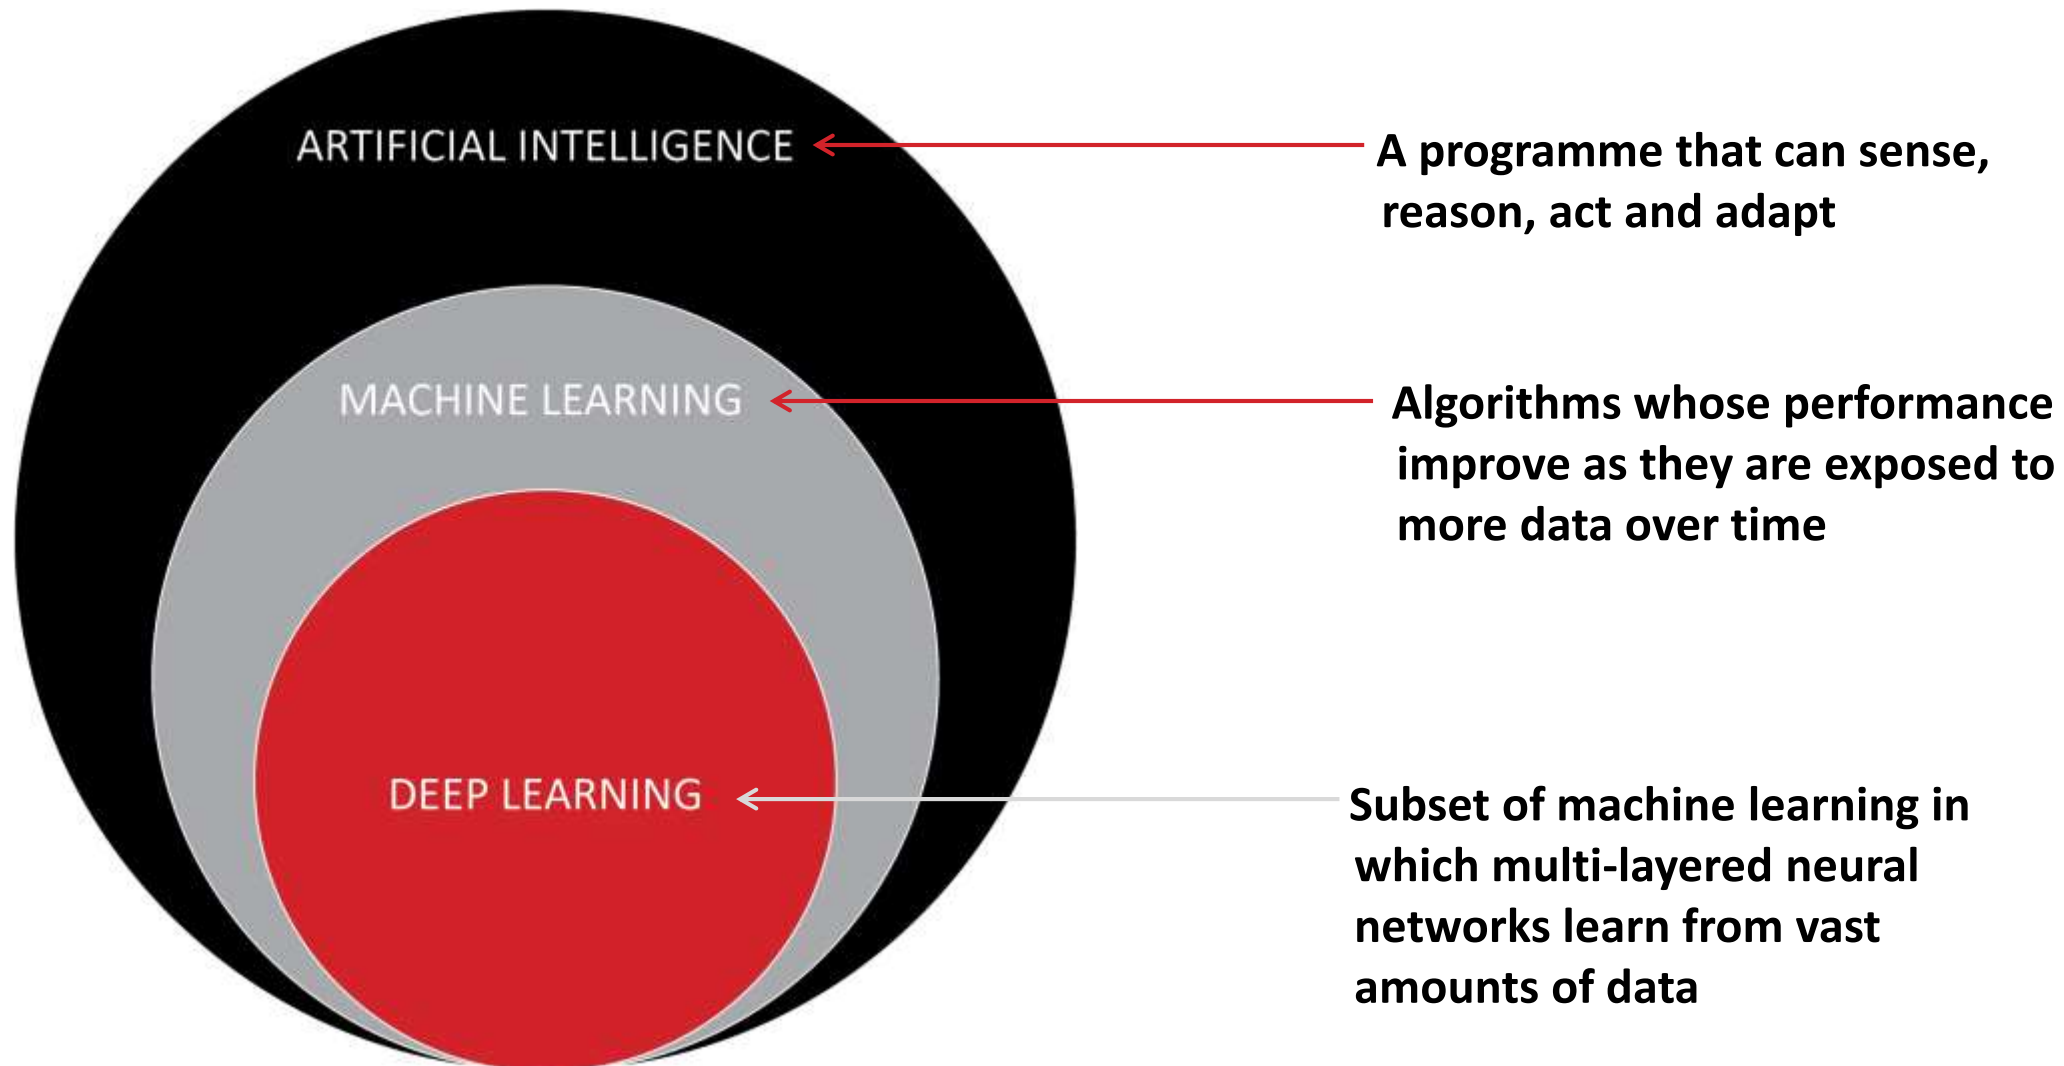 ARTIFICIAL INTELLIGENCE
A programme that can sense,
reason, act and adapt
MACHINE LEARNING
Algorithms whose performance
improve as they are exposed to
more data over time
DEEP LEARNING
Subset of machine learning in
which multi-layered neural
networks learn from vast
amounts of data